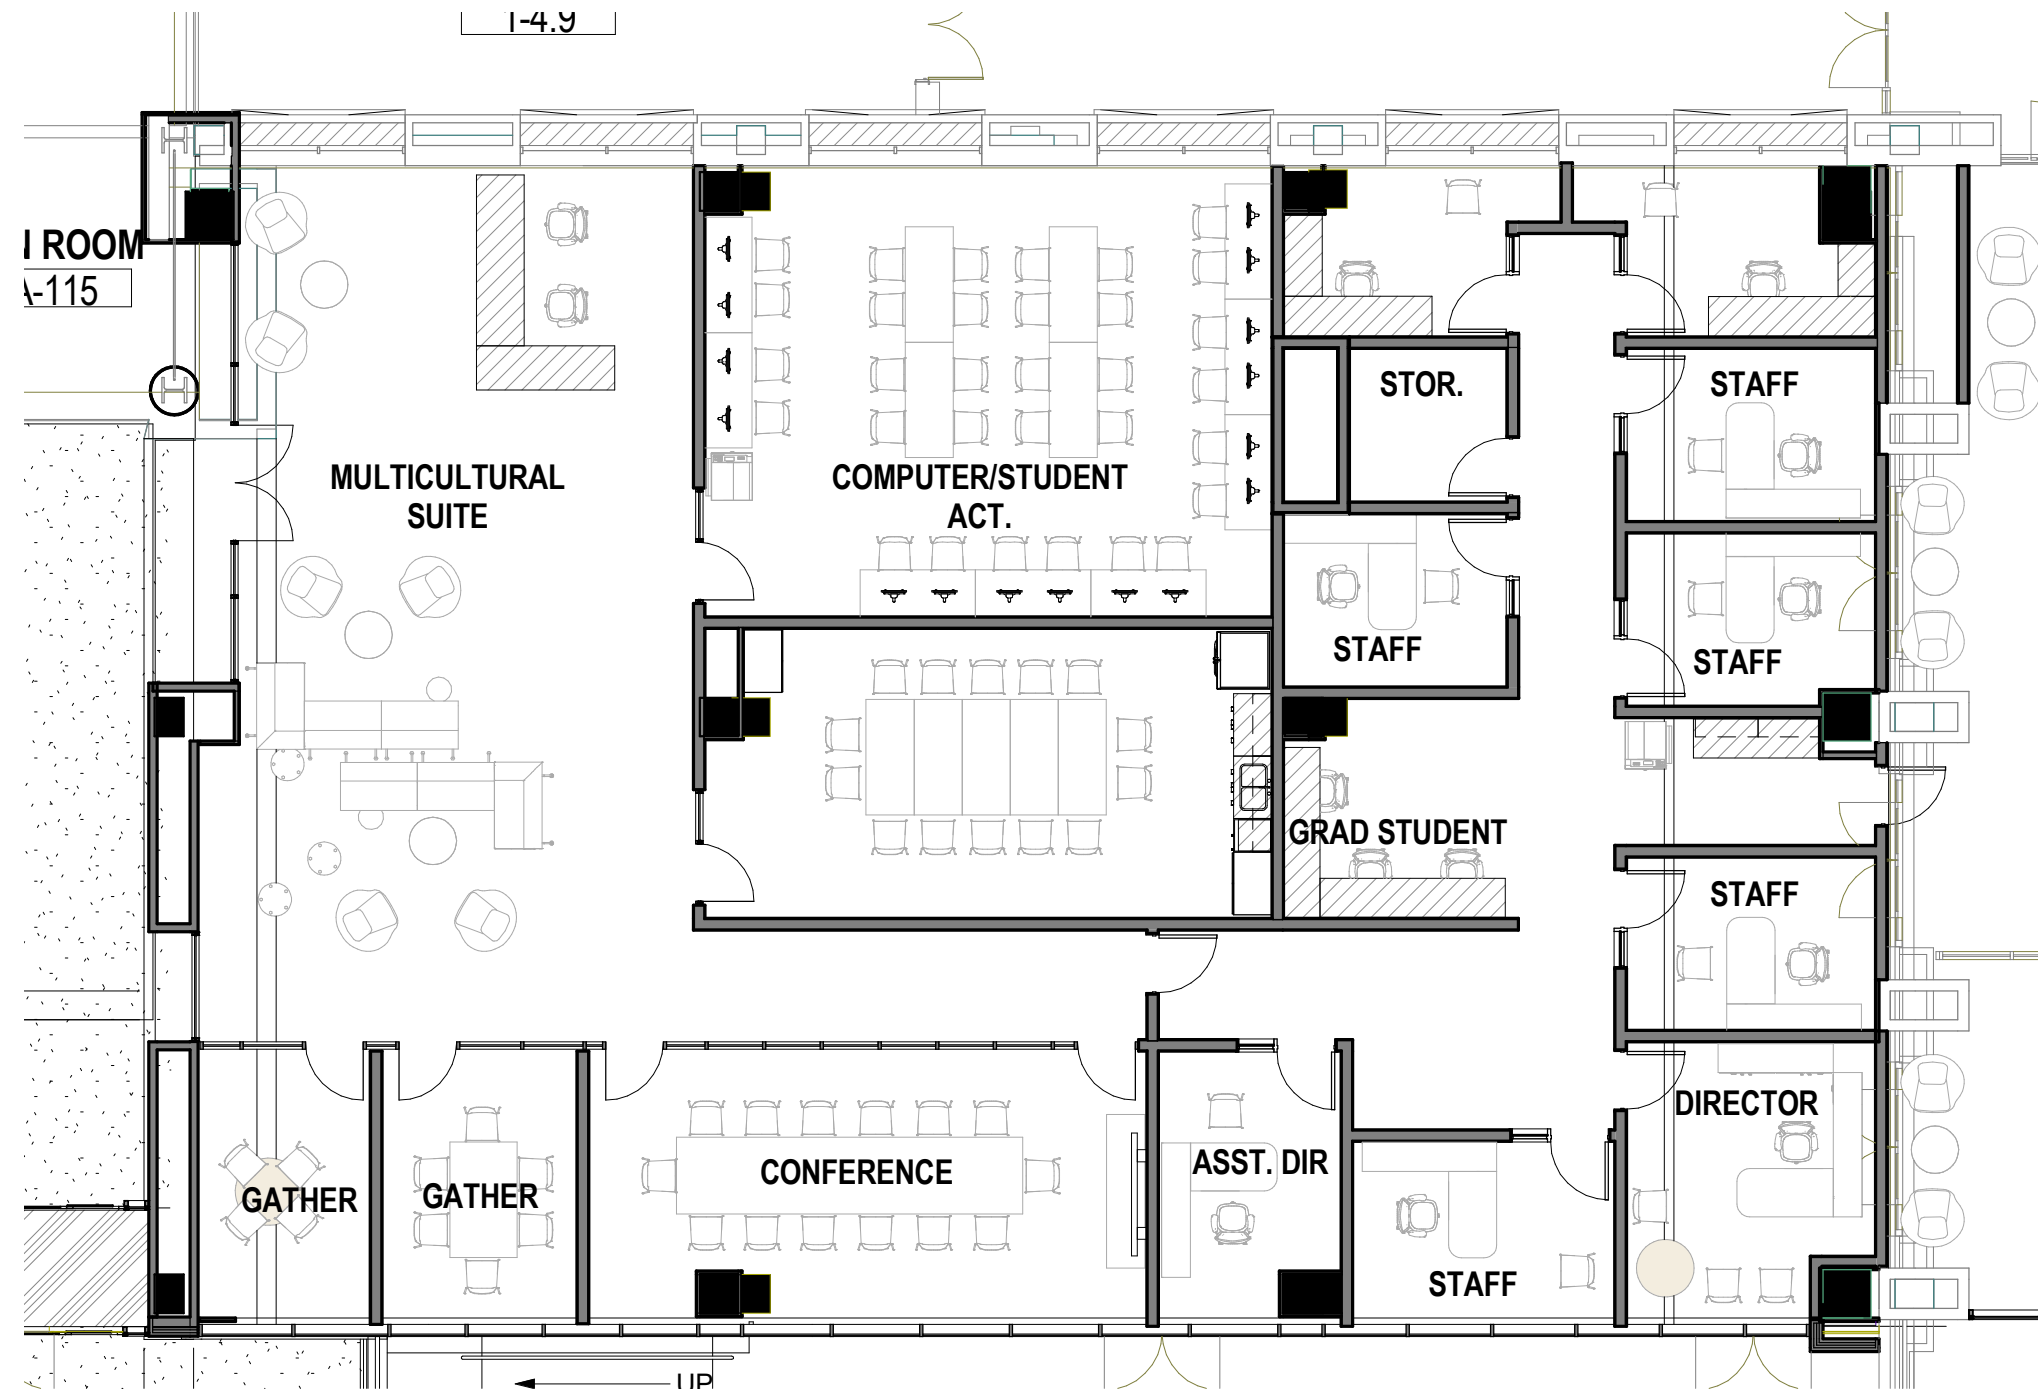 1-4.9
N ROOM
A-115
STOR.
STAFF
MULTICULTURAL
SUITE
COMPUTER/STUDENT
ACT.
STAFF
STAFF
GRAD STUDENT
STAFF
DIRECTOR
GATHER
GATHER
CONFERENCE
ASST. DIR
STAFF
UP